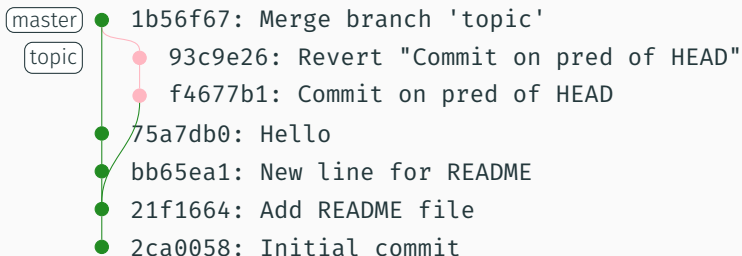 master 1b56f67: Merge branch 'topic'
topic 93c9e26: Revert "Commit on pred of HEAD"
f4677b1: Commit on pred of HEAD
75a7db0: Hello
bb65ea1: New line for README
21f1664: Add README file
2ca0058: Initial commit